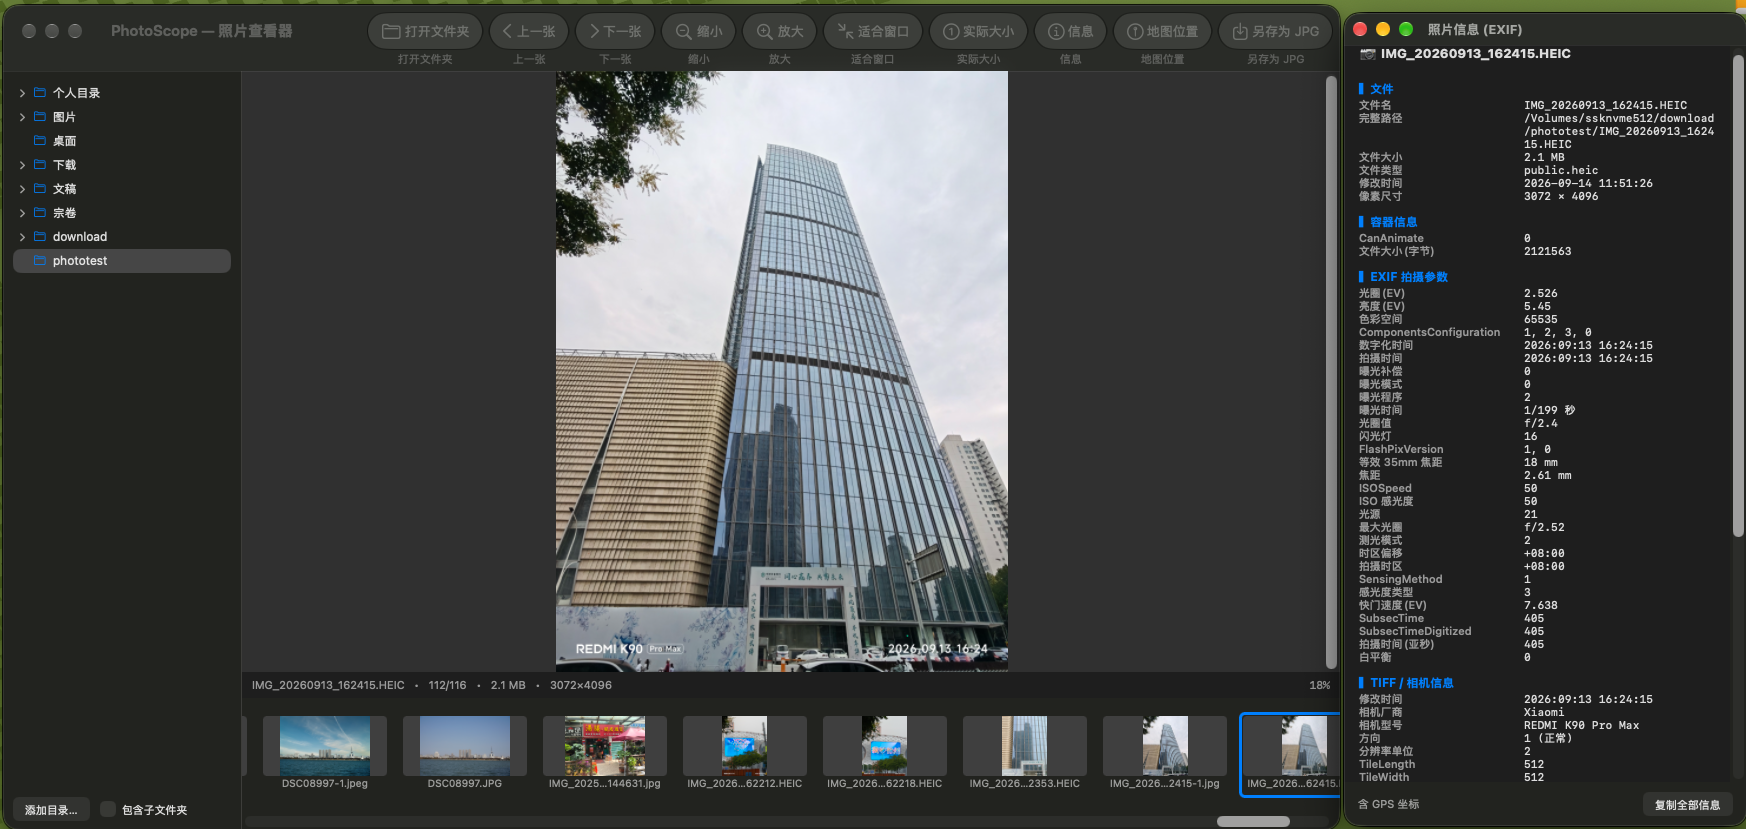 PhotoScope — 照片查看器
打开文件夹
上一张
下一张
缩小
放大
适合窗口
实际大小
信息
地图位置
另存为 JPG
打开文件夹
上一张
下一张
缩小
放大
适合窗口
实际大小
信息
地图位置
另存为 JPG
个人目录
图片
桌面
下载
文稿
宗卷
download
phototest
REDMI K90 Pro Max
2026.09.13 16:24
IMG_20260913_162415.HEIC • 112/116 • 2.1 MB • 3072×4096
18%
DSC08997-1.jpeg
DSC08997.JPG
IMG_2025...144631.jpg
IMG_2026...62212.HEIC
IMG_2026...62218.HEIC
IMG_2026...2353.HEIC
IMG_2026...2415-1.jpg
IMG_2026...62415.
添加目录...
包含子文件夹
照片信息 (EXIF)
IMG_20260913_162415.HEIC
文件
文件名 IMG_20260913_162415.HEIC
完整路径 /Volumes/ssknvme512/download
/phototest/IMG_20260913_1624
15.HEIC
文件大小 2.1 MB
文件类型 public.heic
修改时间 2026-09-14 11:51:26
像素尺寸 3072 × 4096
容器信息
CanAnimate 0
文件大小(字节) 2121563
EXIF 拍摄参数
光圈(EV) 2.526
亮度(EV) 5.45
色彩空间 65535
ComponentsConfiguration 1, 2, 3, 0
数字化时间 2026:09:13 16:24:15
拍摄时间 2026:09:13 16:24:15
曝光补偿 0
曝光模式 0
曝光程序 2
曝光时间 1/199 秒
光圈值 f/2.4
闪光灯 16
FlashPixVersion 1, 0
等效 35mm 焦距 18 mm
焦距 2.61 mm
ISOSpeed 50
ISO 感光度 50
光源 21
最大光圈 f/2.52
测光模式 2
时区偏移 +08:00
拍摄时区 +08:00
SensingMethod 1
感光度类型 3
快门速度(EV) 7.638
SubsecTime 405
SubsecTimeDigitized 405
拍摄时间(亚秒) 405
白平衡 0
TIFF / 相机信息
修改时间 2026:09:13 16:24:15
相机厂商 Xiaomi
相机型号 REDMI K90 Pro Max
方向 1 (正常)
分辨率单位 2
TileLength 512
TileWidth 512
含 GPS 坐标
复制全部信息